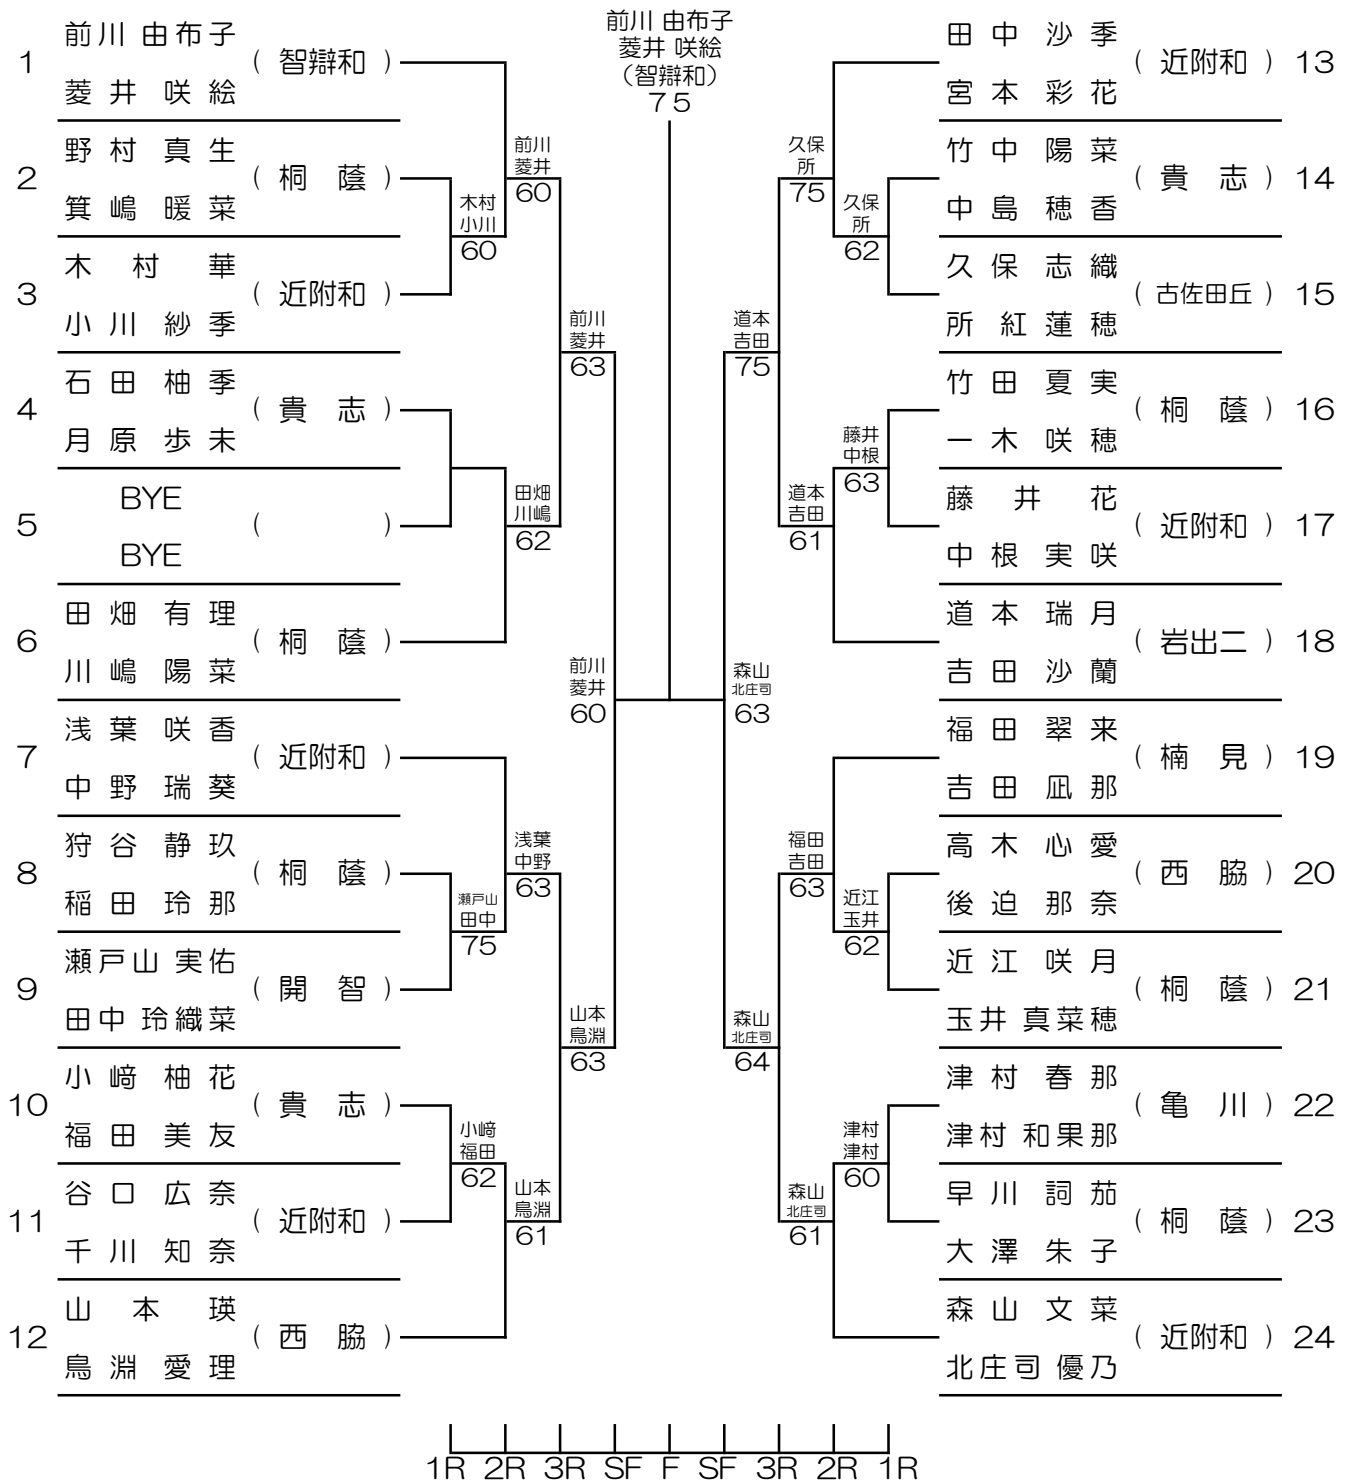 前川 由布子
1 (智辯和)
菱井 咲絵
野村 真生
2 (桐 蔭)
箕嶋 暖菜
木村 華
3 (近附和)
小川 紗季
石田 柚季
4 (貴 志)
月原 歩未
BYE
5 ( )
BYE
田畑 有理
6 (桐 蔭)
川嶋 陽菜
浅葉 咲香
7 (近附和)
中野 瑞葵
狩谷 静玖
8 (桐 蔭)
稲田 玲那
瀬戸山 実佑
9 (開 智)
田中 玲織菜
小﨑 柚花
10 (貴 志)
福田 美友
谷口 広奈
11 (近附和)
千川 知奈
山本 瑛
12 (西 脇)
鳥淵 愛理
木村
小川
60
瀬戸山
田中
75
小﨑
福田
62
前川
菱井
60
田畑
川嶋
62
浅葉
中野
63
山本
鳥淵
61
前川
菱井
63
山本
鳥淵
63
前川
菱井
60
前川 由布子
菱井 咲絵
(智辯和)
75
森山
北庄司
63
道本
吉田
75
森山
北庄司
64
久保
所
75
道本
吉田
61
福田
吉田
63
森山
北庄司
61
久保
所
62
藤井
中根
63
近江
玉井
62
津村
津村
60
田中 沙季
(近附和) 13
宮本 彩花
竹中 陽菜
(貴 志) 14
中島 穂香
久保 志織
(古佐田丘) 15
所 紅蓮穂
竹田 夏実
(桐 蔭) 16
一木 咲穂
藤井 花
(近附和) 17
中根 実咲
道本 瑞月
(岩出二) 18
吉田 沙蘭
福田 翠来
(楠 見) 19
吉田 凪那
高木 心愛
(西 脇) 20
後迫 那奈
近江 咲月
(桐 蔭) 21
玉井 真菜穂
津村 春那
(亀 川) 22
津村 和果那
早川 詞茄
(桐 蔭) 23
大澤 朱子
森山 文菜
(近附和) 24
北庄司 優乃
1R 2R 3R SF F SF 3R 2R 1R